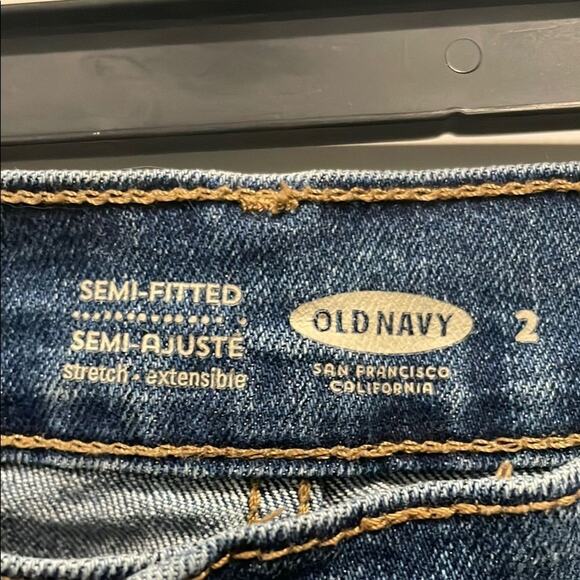 SEMI-FITTED
SEMI-AJUSTÉ
stretch · extensible
OLD NAVY
SAN FRANCISCO
CALIFORNIA
2